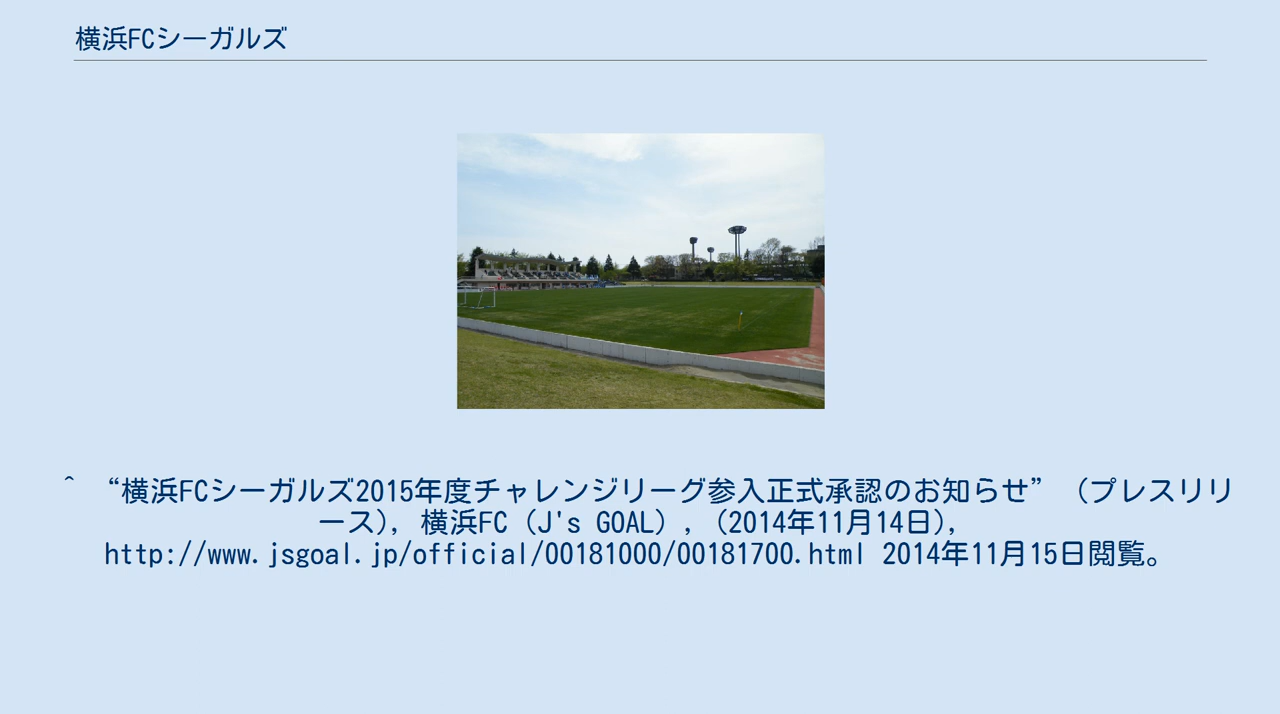 横浜FCシーガルズ
^ “横浜FCシーガルズ2015年度チャレンジリーグ参入正式承認のお知らせ” (プレスリリ
ース), 横浜FC (J's GOAL) , (2014年11月14日),
http://www.jsgoal.jp/official/00181000/00181700.html 2014年11月15日閲覧。